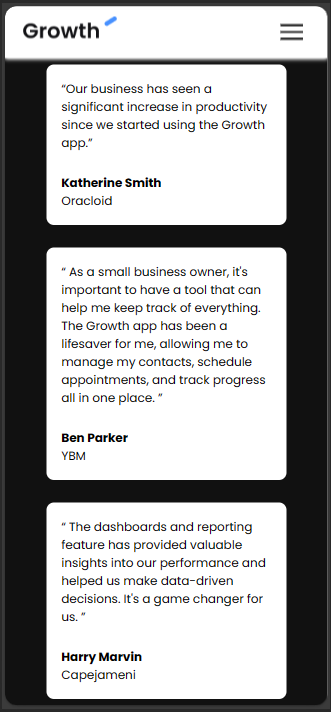 Growth
“Our business has seen a
significant increase in productivity
since we started using the Growth
app.”
Katherine Smith
Oracloid
“ As a small business owner, it's
important to have a tool that can
help me keep track of everything.
The Growth app has been a
lifesaver for me, allowing me to
manage my contacts, schedule
appointments, and track progress
all in one place. ”
Ben Parker
YBM
“ The dashboards and reporting
feature has provided valuable
insights into our performance and
helped us make data-driven
decisions. It's a game changer for
us. ”
Harry Marvin
Capejameni